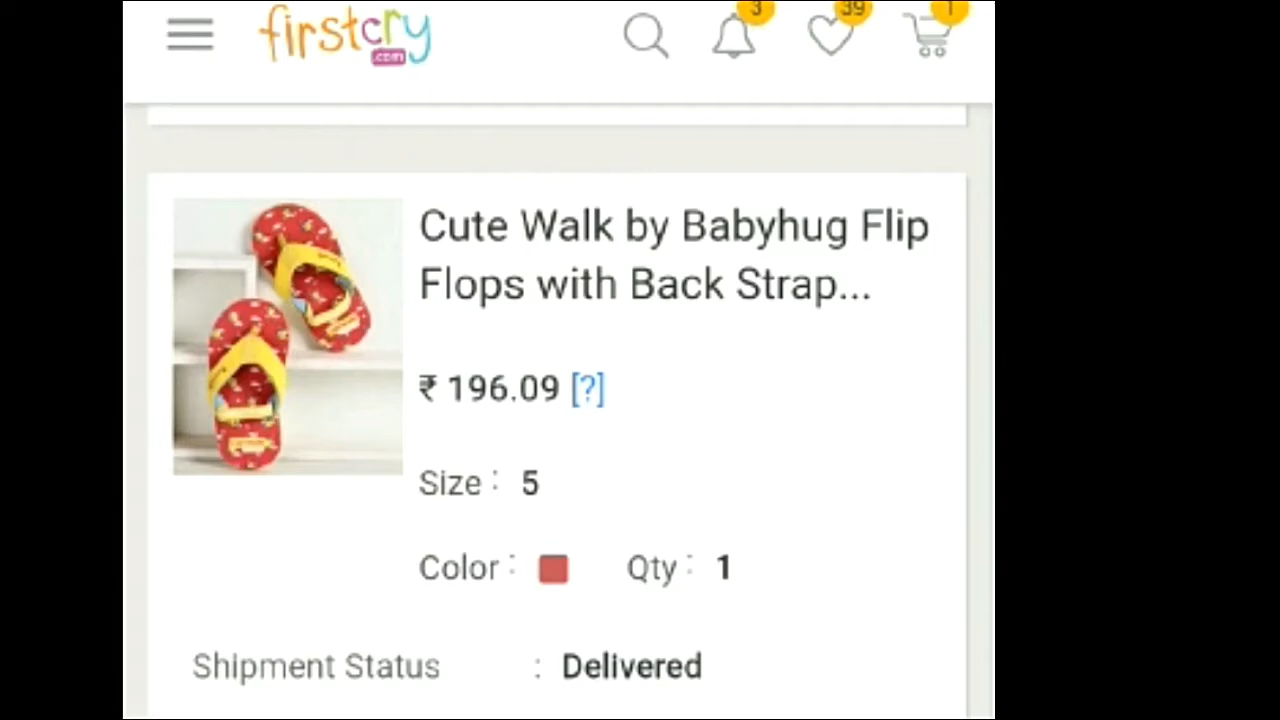 3 39 1
firstcry
.com
Cute Walk by Babyhug Flip
Flops with Back Strap...
₹ 196.09 [?]
Size : 5
Color : Qty : 1
Shipment Status : Delivered